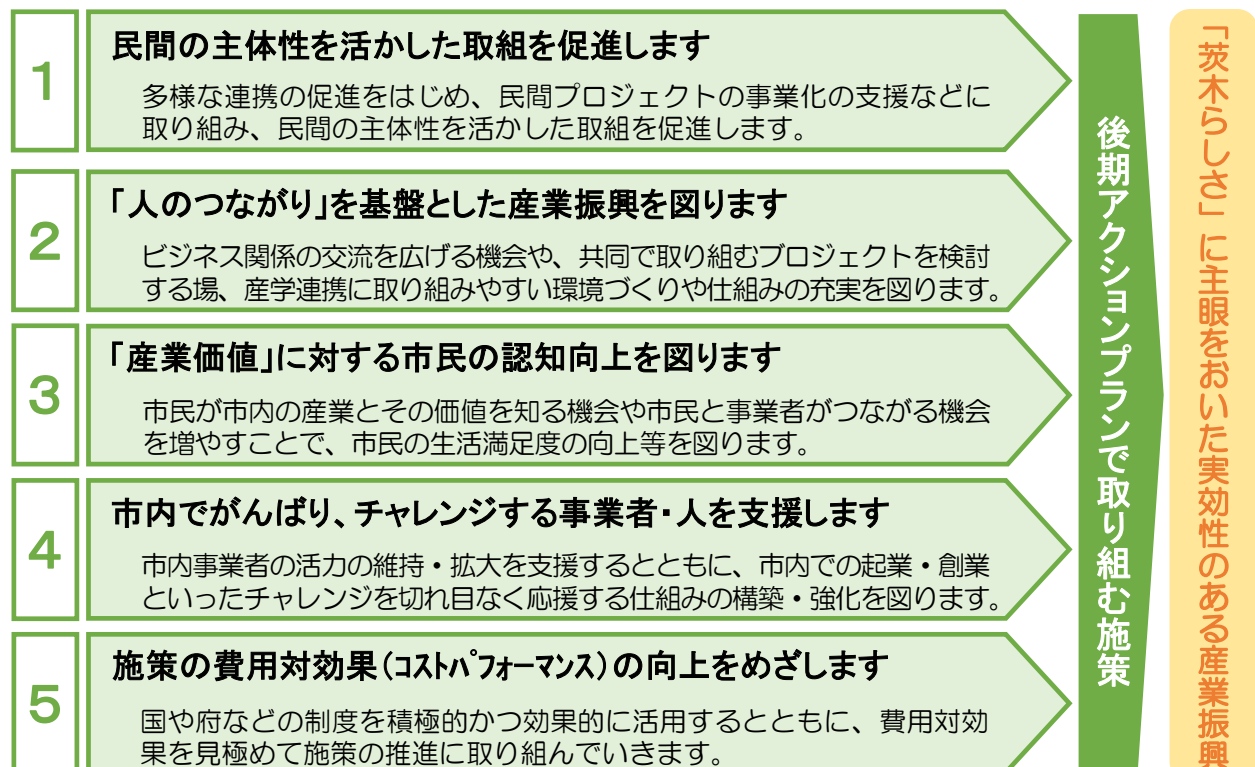 1
民間の主体性を活かした取組を促進します
多様な連携の促進をはじめ、民間プロジェクトの事業化の支援などに
取り組み、民間の主体性を活かした取組を促進します。
2
「人のつながり」を基盤とした産業振興を図ります
ビジネス関係の交流を広げる機会や、共同で取り組むプロジェクトを検討
する場、産学連携に取り組みやすい環境づくりや仕組みの充実を図ります。
3
「産業価値」に対する市民の認知向上を図ります
市民が市内の産業とその価値を知る機会や市民と事業者がつながる機会
を増やすことで、市民の生活満足度の向上等を図ります。
4
市内でがんばり、チャレンジする事業者・人を支援します
市内事業者の活力の維持・拡大を支援するとともに、市内での起業・創業
といったチャレンジを切れ目なく応援する仕組みの構築・強化を図ります。
5
施策の費用対効果(コストパフォーマンス)の向上をめざします
国や府などの制度を積極的かつ効果的に活用するとともに、費用対効
果を見極めて施策の推進に取り組んでいきます。
後期アクションプランで取り組む施策
「茨木らしさ」に主眼をおいた実効性のある産業振興